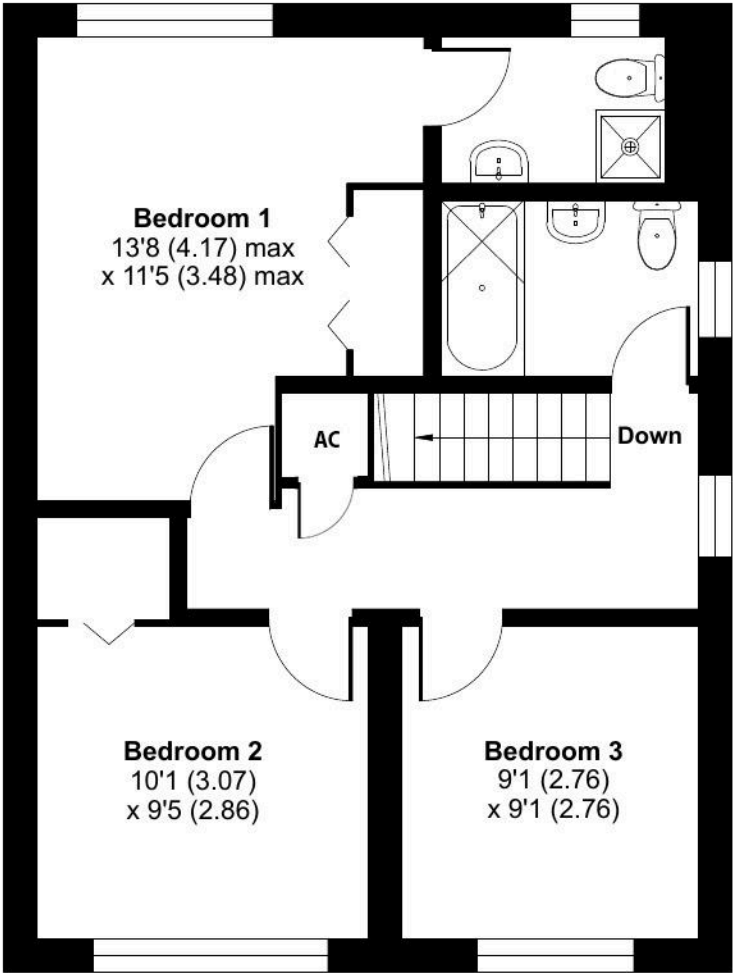 Bedroom 1
13'8 (4.17) max
x 11'5 (3.48) max
AC
Down
Bedroom 2
10'1 (3.07)
x 9'5 (2.86)
Bedroom 3
9'1 (2.76)
x 9'1 (2.76)